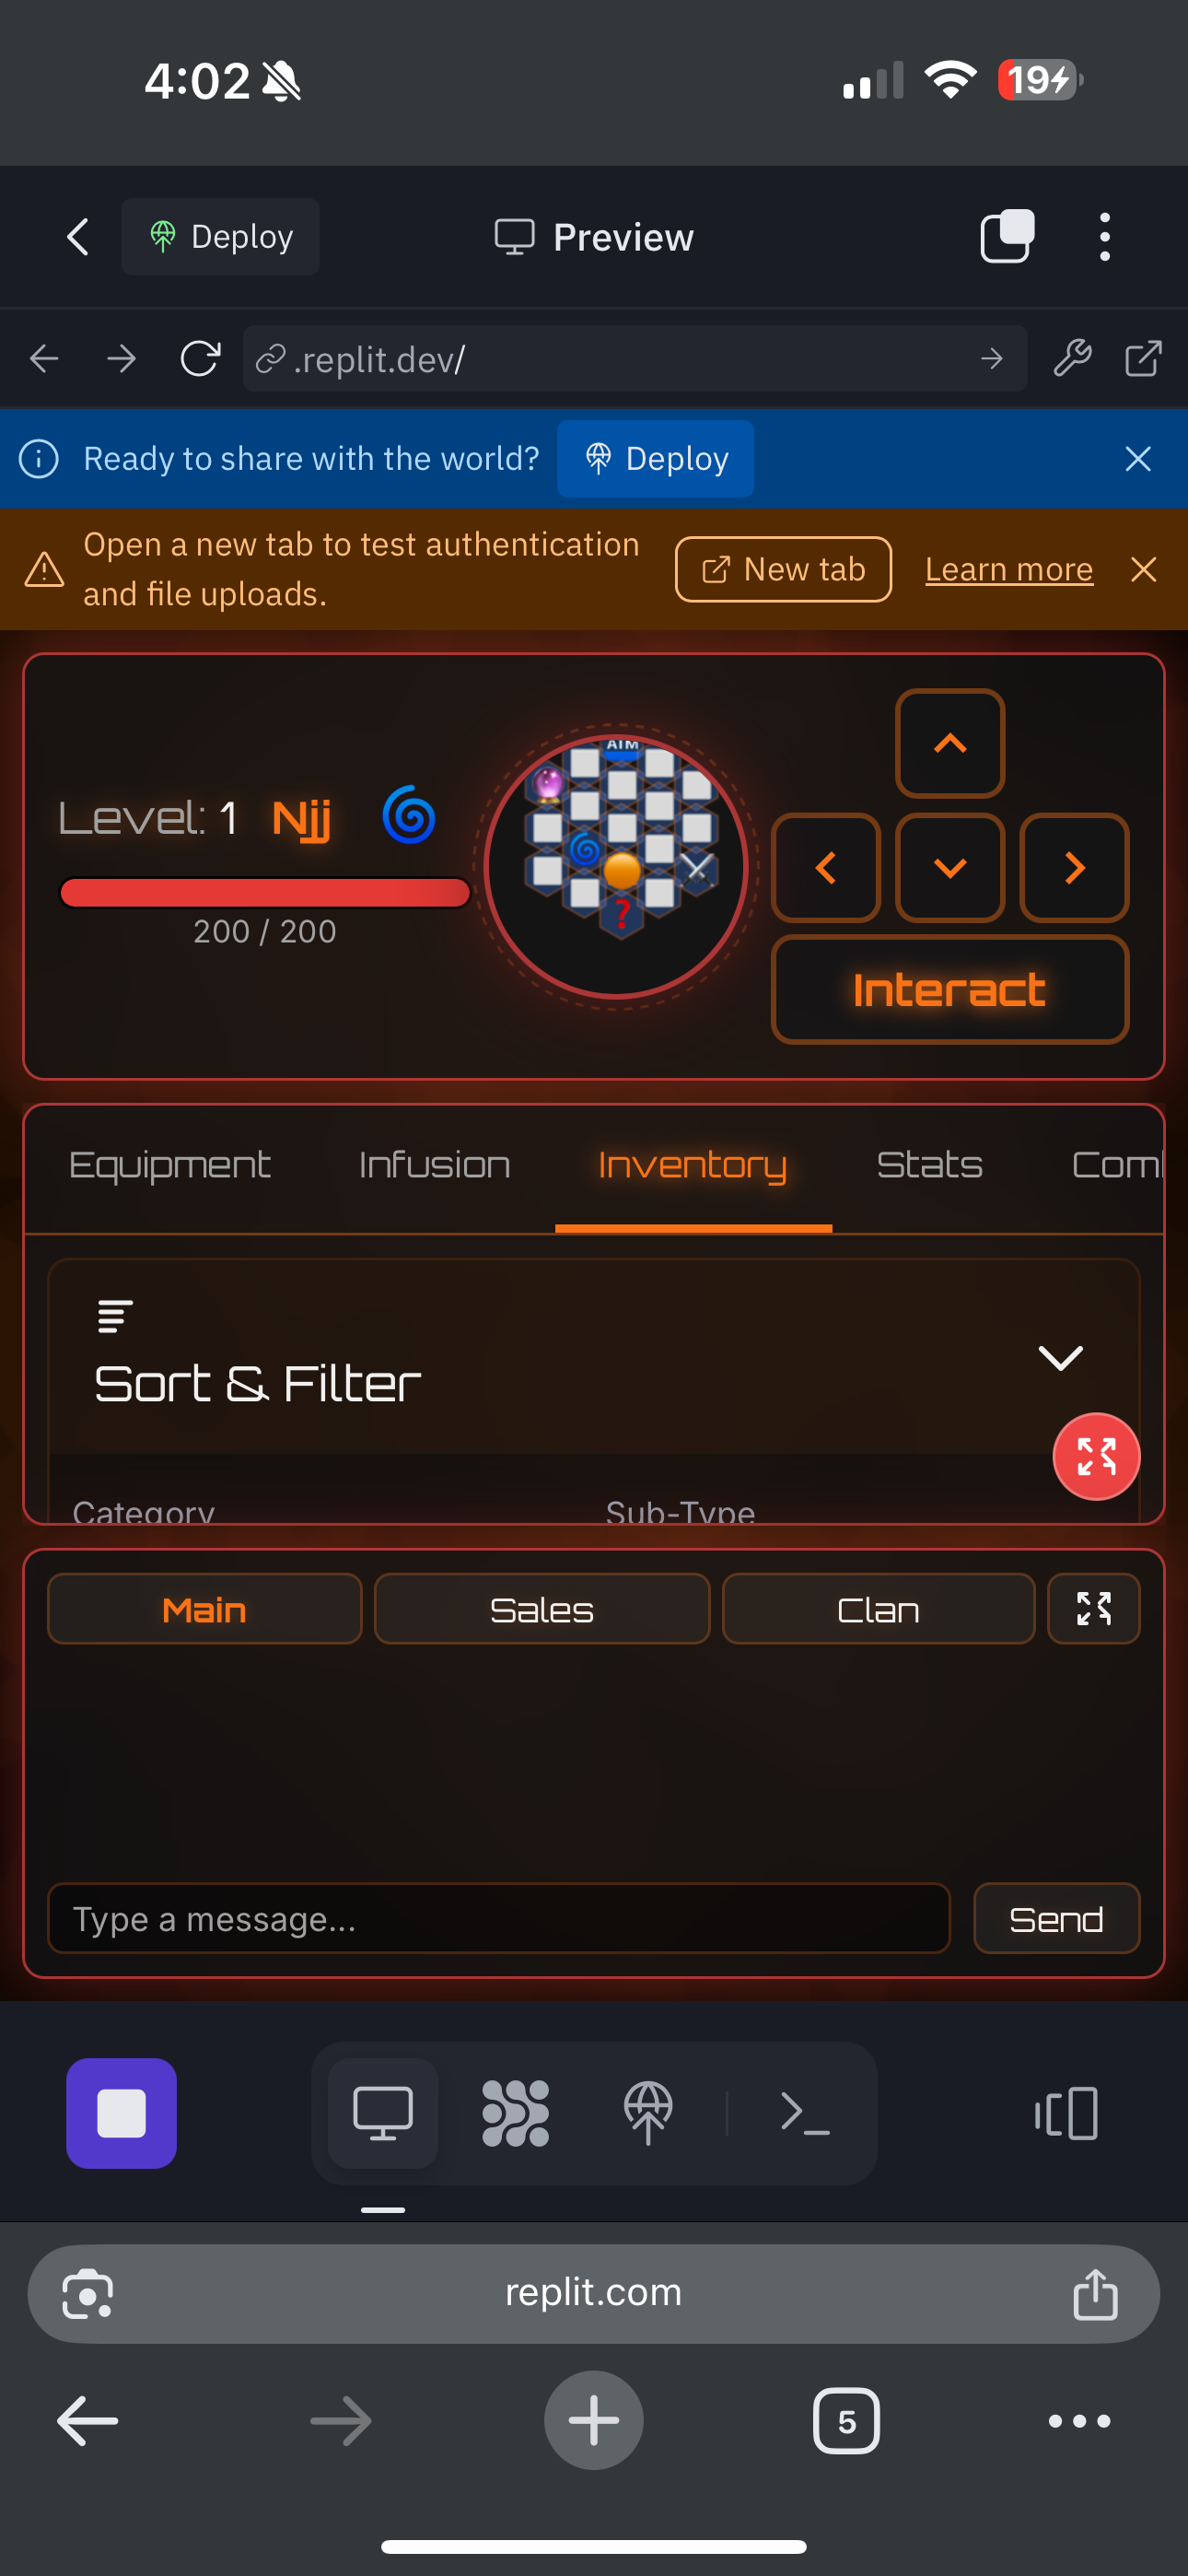 4:02
19
Deploy
Preview
.replit.dev/
Ready to share with the world?
Deploy
Open a new tab to test authentication
and file uploads.
New tab
Learn more
AIM
Level: 1 Njj
200 / 200
Interact
Equipment
Infusion
Inventory
Stats
Com
Sort & Filter
Category
Sub-Type
Main
Sales
Clan
Type a message...
Send
replit.com
5